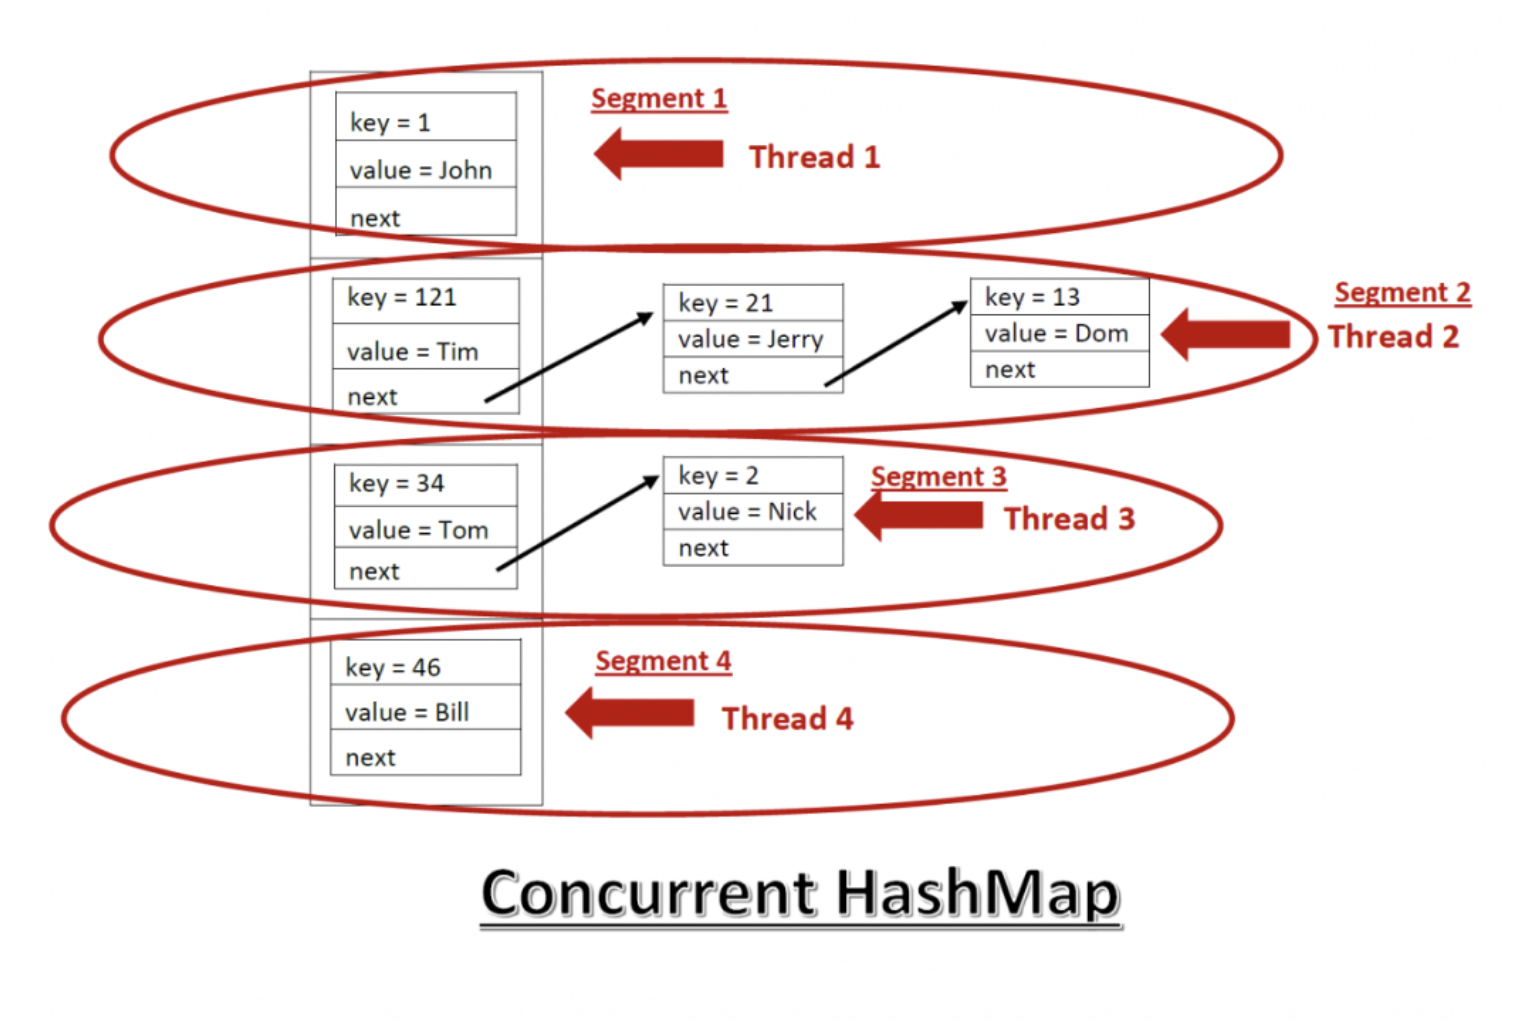 Segment 1
key = 1
Thread 1
value = John
next
key = 121
value = Tim
next
key = 21
value = Jerry
next
key = 13
value = Dom
next
Segment 2
Thread 2
key = 34
value = Tom
next
key = 2
value = Nick
next
Segment 3
Thread 3
key = 46
value = Bill
next
Segment 4
Thread 4
Concurrent HashMap